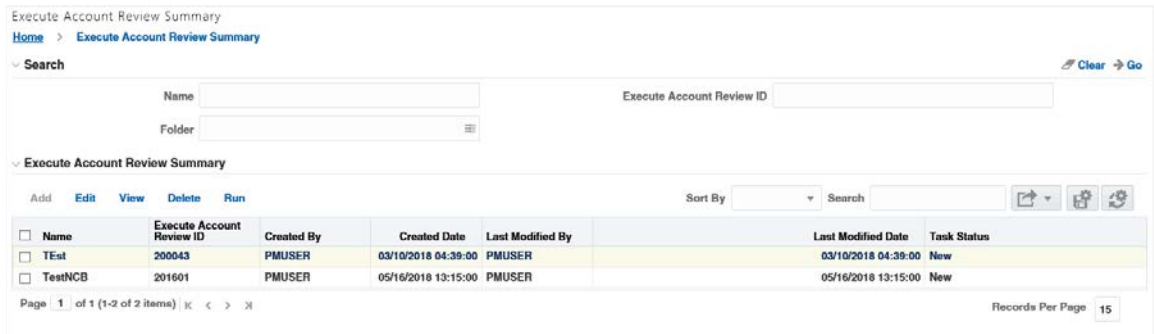 Execute Account Review Summary
Home > Execute Account Review Summary
Search Clear Go
Name Execute Account Review ID
Folder
Execute Account Review Summary
Add Edit View Delete Run Sort By Search
Name Execute Account Review ID Created By Created Date Last Modified By Last Modified Date Task Status
TEst 200043 PMUSER 03/10/2018 04:39:00 PMUSER 03/10/2018 04:39:00 New
TestNCB 201601 PMUSER 05/16/2018 13:15:00 PMUSER 05/16/2018 13:15:00 New
Page 1 of 1 (1-2 of 2 items) Records Per Page 15